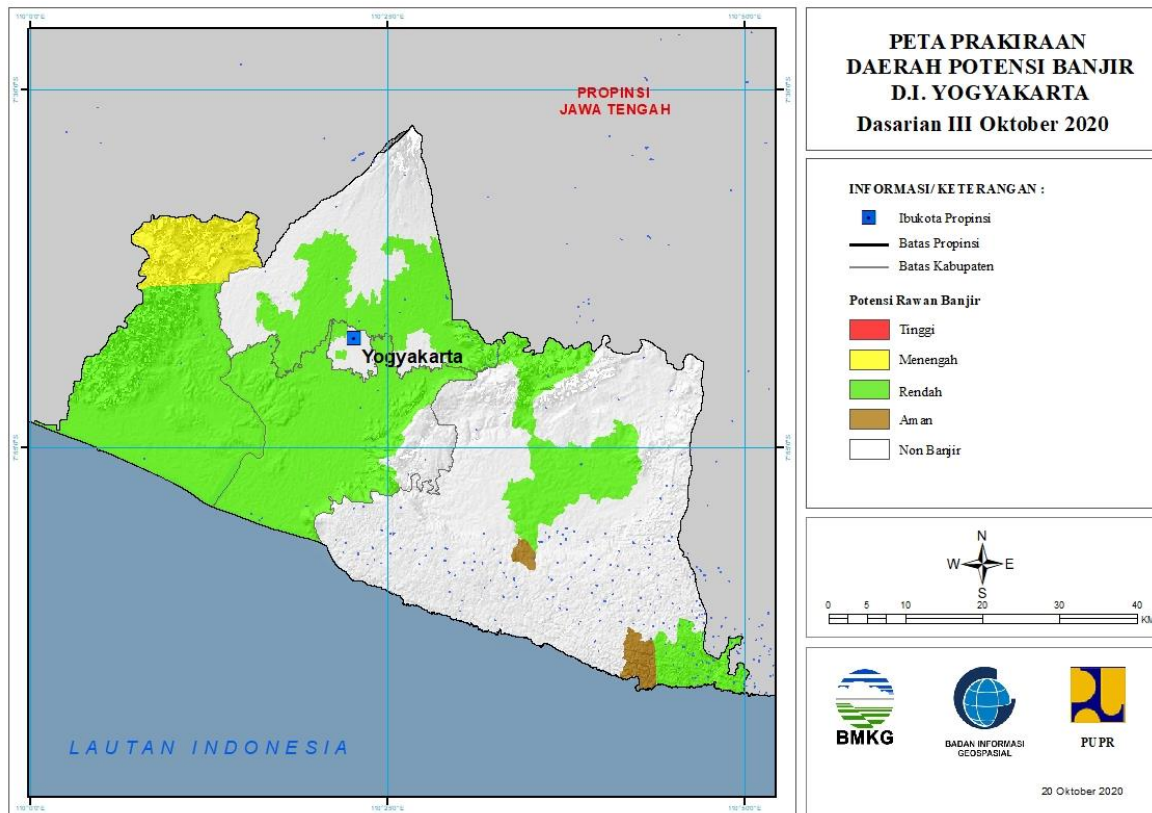 PROPINSI
JAWA TENGAH
Yogyakarta
LAUTAN INDONESIA
PETA PRAKIRAAN
DAERAH POTENSI BANJIR
D.I. YOGYAKARTA
Dasarian III Oktober 2020
INFORMASI/ KETERANGAN :
Ibukota Propinsi
Batas Propinsi
Batas Kabupaten
Potensi Rawan Banjir
Tinggi
Menengah
Rendah
Aman
Non Banjir
N
W E
S
0 5 10 20 30 40
KM
BMKG
BADAN INFORMASI
GEOSPASIAL
PUPR
20 Oktober 2020